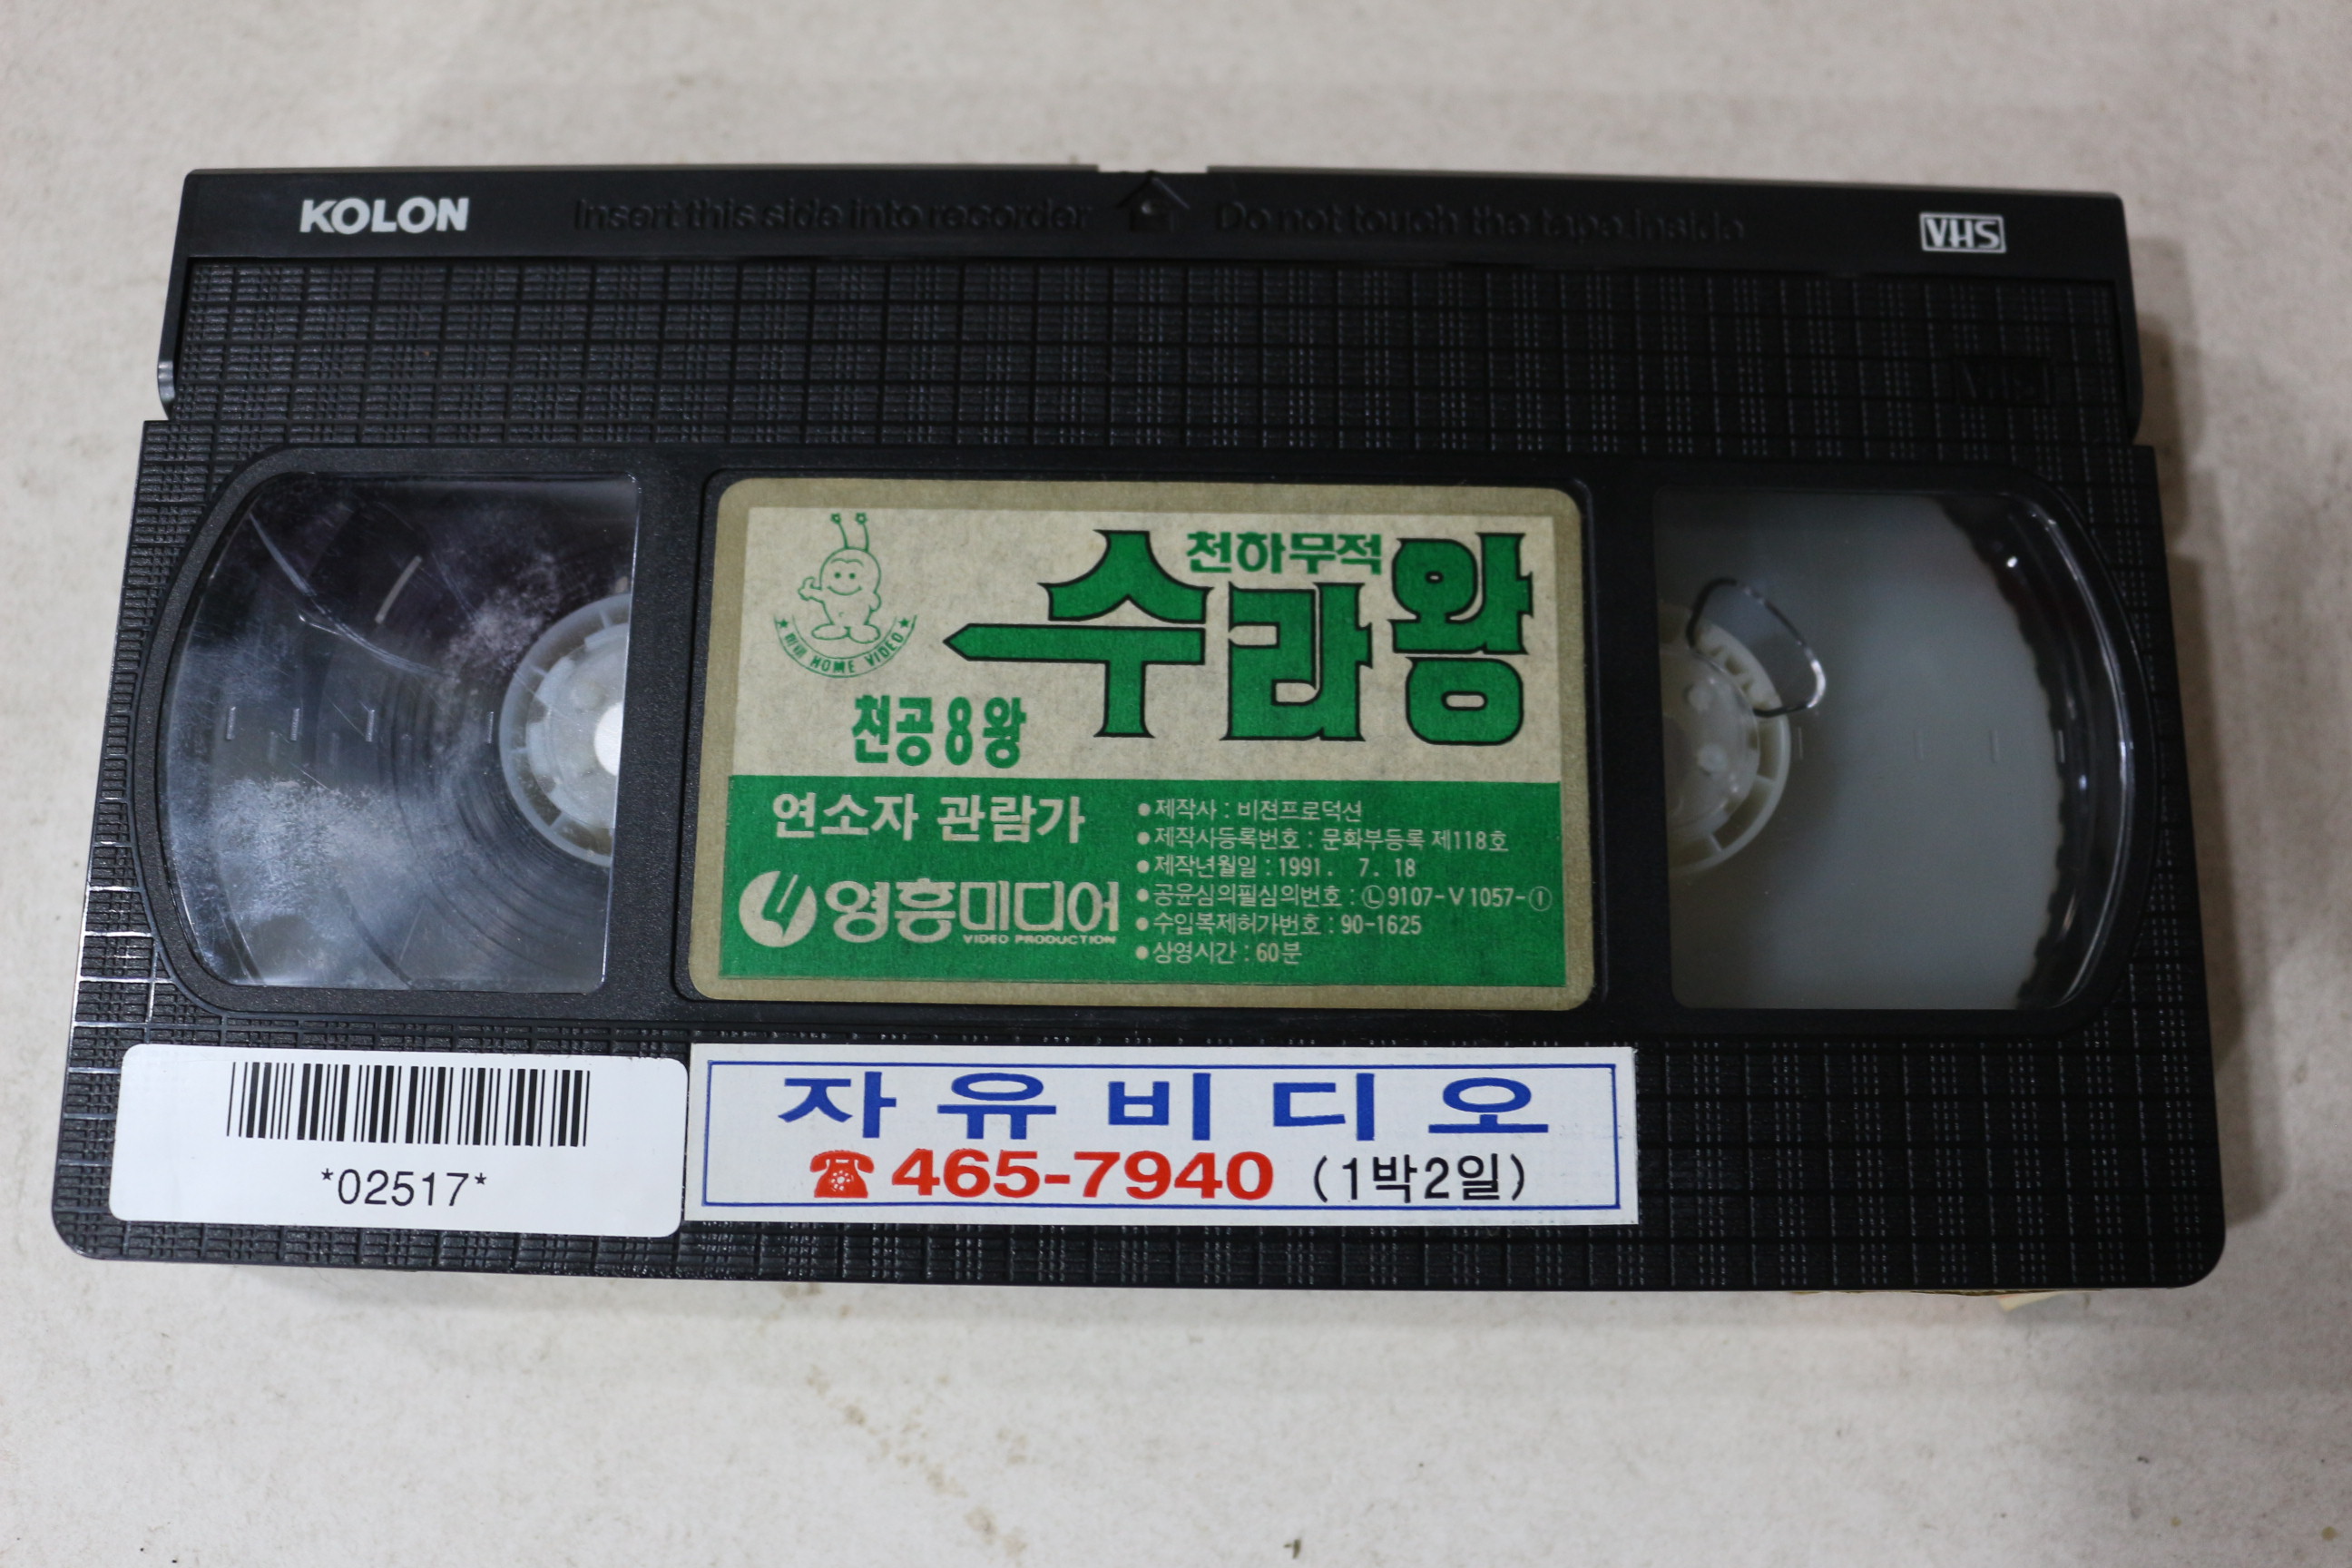 KOLON
Insert this side into recorder
Do not touch the tape inside
VHS
VHS
천하무적
수라왕
HOME VIDEO
천공8왕
연소자 관람가
영흥미디어
VIDEO PRODUCTION
●제작사 : 비젼프로덕션
●제작사등록번호 : 문화부등록 제118호
●제작년월일 : 1991. 7. 18
●공윤심의필심의번호 : Ⓛ9107-V1057-①
●수입복제허가번호 : 90-1625
●상영시간 : 60분
*02517*
자유비디오
☎465-7940 (1박2일)